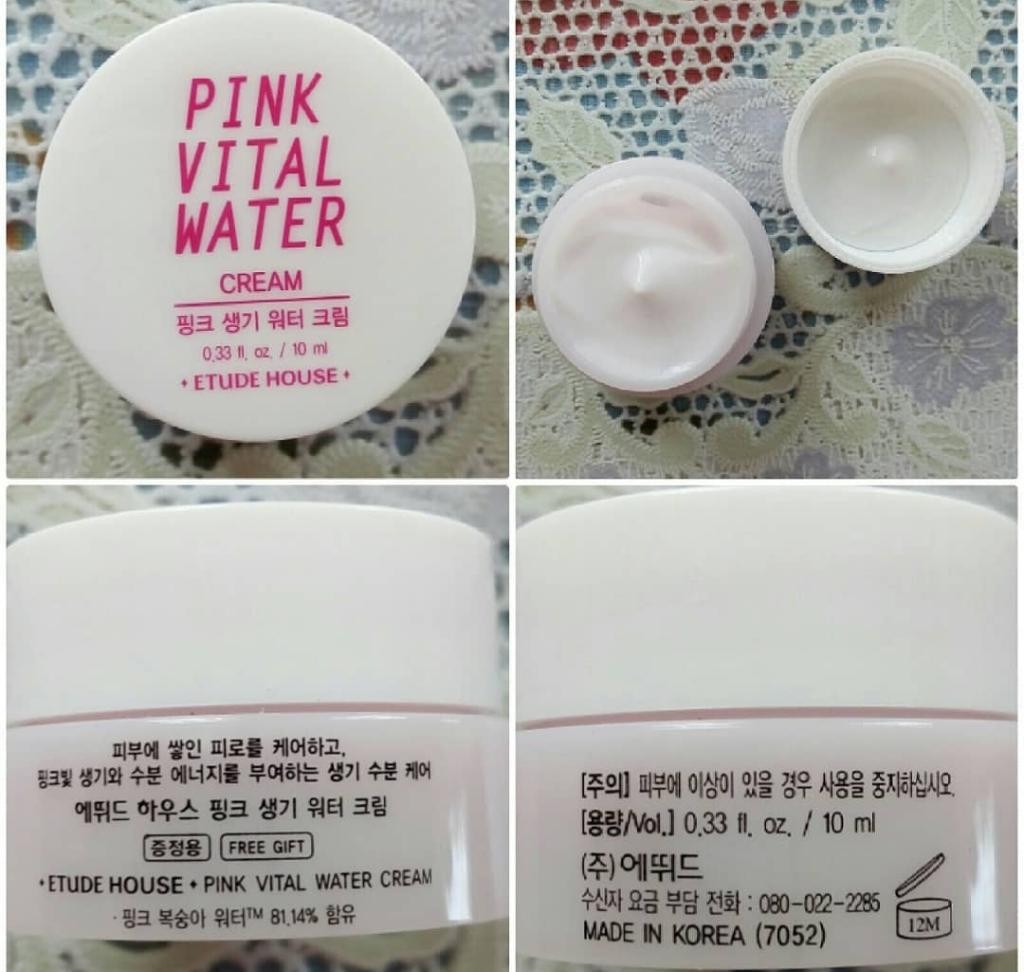 PINK
VITAL
WATER
CREAM
핑크 생기 워터 크림
0.33 fl. oz. / 10 ml
• ETUDE HOUSE •
피부에 쌓인 피로를 케어하고,
핑크빛 생기와 수분 에너지를 부여하는 생기 수분 케어
에뛰드 하우스 핑크 생기 워터 크림
증정용 FREE GIFT
• ETUDE HOUSE • PINK VITAL WATER CREAM
· 핑크 복숭아 워터™ 81.14% 함유
[주의] 피부에 이상이 있을 경우 사용을 중지하십시오.
[용량/Vol.] 0.33 fl. oz. / 10 ml
(주)에뛰드
수신자 요금 부담 전화 : 080-022-2285
MADE IN KOREA (7052)
12M